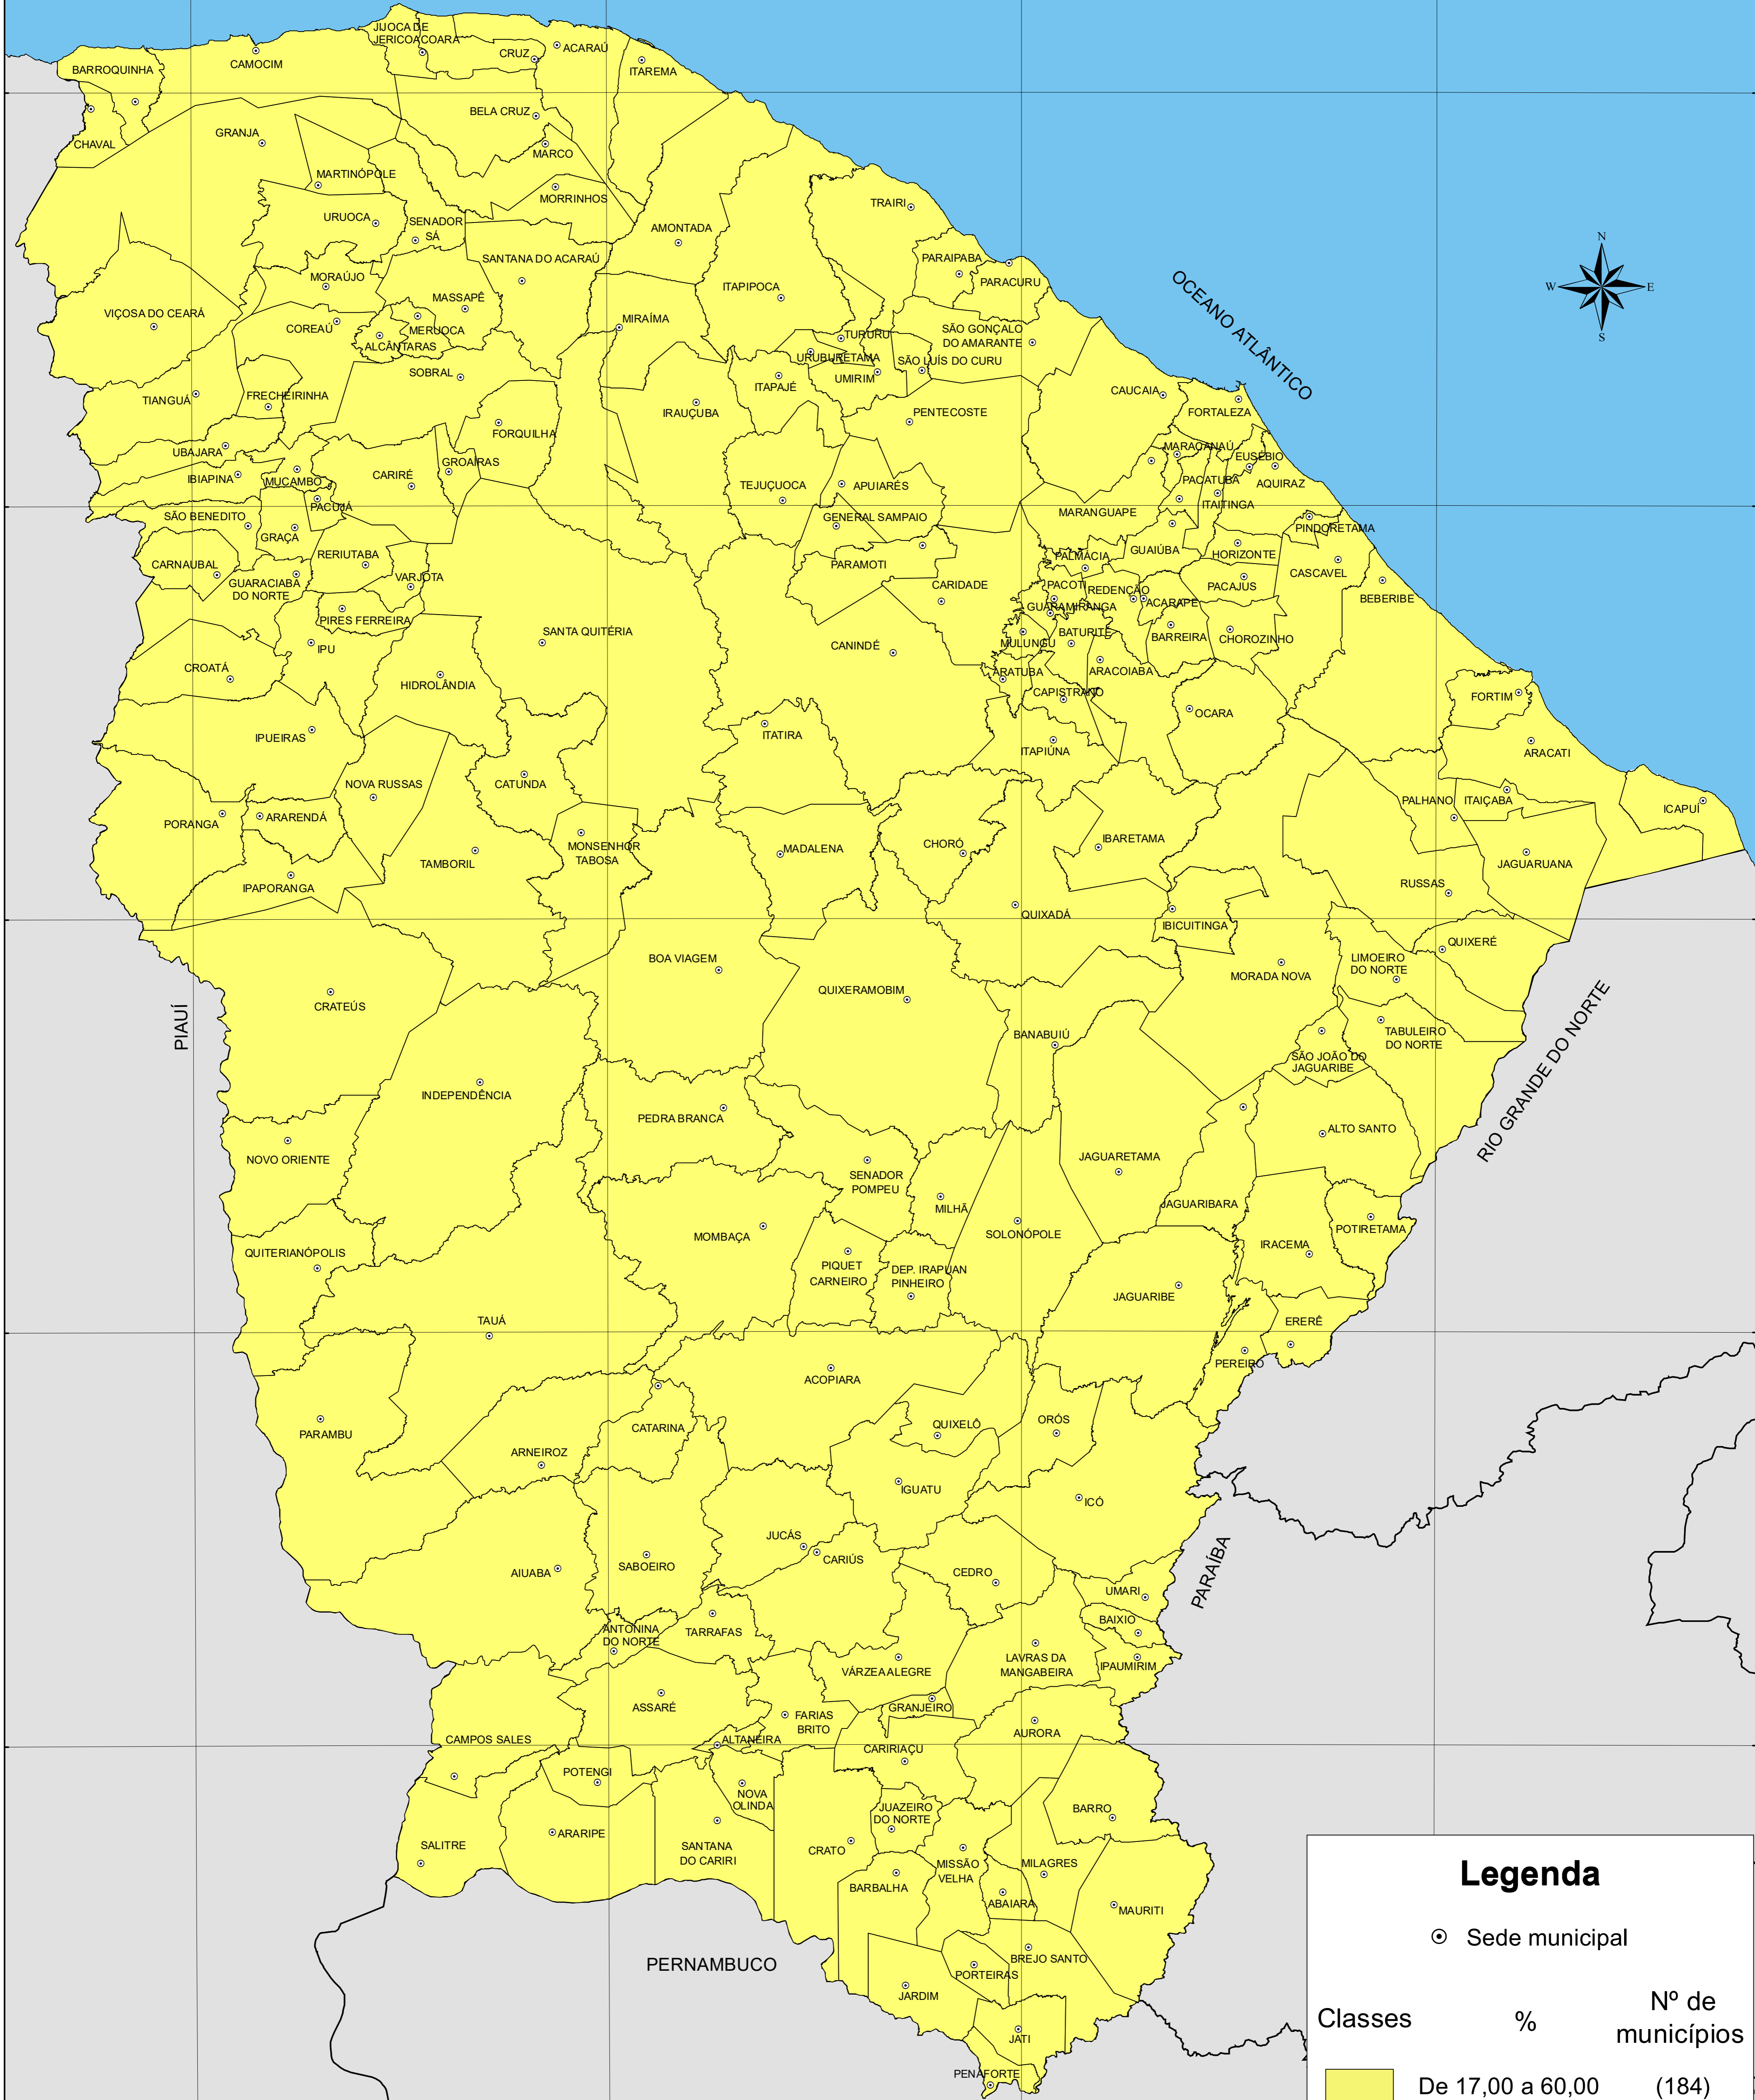 JIJOCA DE
JERICOACOARA
CRUZ
ACARAÚ
ITAREMA
BARROQUINHA
CAMOCIM
CHAVAL
GRANJA
BELA CRUZ
MARCO
MARTINÓPOLE
MORRINHOS
URUOCA
SENADOR
SÁ
AMONTADA
TRAIRI
N
W
E
S
MORAÚJO
SANTANA DO ACARAÚ
ITAPIPOCA
PARAIPABA
PARACURU
OCEANO ATLÂNTICO
VIÇOSA DO CEARÁ
COREAÚ
MASSAPÊ
MERUOCA
ALCÂNTARAS
MIRAÍMA
TURURU
URUBURETAMA
SÃO GONÇALO
DO AMARANTE
SÃO LUÍS DO CURU
UMIRIM
SOBRAL
ITAPAJÉ
TIANGUÁ
FRECHEIRINHA
IRAUÇUBA
PENTECOSTE
CAUCAIA
FORTALEZA
FORQUILHA
UBAJARA
IBIAPINA
MUCAMBO
CARIRÉ
GROAÍRAS
TEJUÇUOCA
APUIARÉS
MARACANAÚ
EUSÉBIO
PACATUBA
AQUIRAZ
ITAITINGA
PACUJÁ
SÃO BENEDITO
GRAÇA
GENERAL SAMPAIO
MARANGUAPE
PINDORETAMA
CARNAUBAL
RERIUTABA
GUARACIABA
DO NORTE
VARJOTA
PARAMOTI
CARIDADE
PALMÁCIA
GUAIÚBA
HORIZONTE
CASCAVEL
PACOTI
REDENÇÃO
PACAJUS
BEBERIBE
GUARAMIRANGA
ACARAPE
PIRES FERREIRA
IPU
SANTA QUITÉRIA
CANINDÉ
MULUNGU
BATURITÉ
BARREIRA
CHOROZINHO
CROATÁ
HIDROLÂNDIA
ARATUBA
ARACOIABA
CAPISTRANO
OCARA
FORTIM
IPUEIRAS
ITATIRA
ITAPIÚNA
ARACATI
NOVA RUSSAS
CATUNDA
PORANGA
ARARENDÁ
PALHANO
ITAIÇABA
ICAPUÍ
TAMBORIL
MONSENHOR
TABOSA
MADALENA
CHORÓ
IBARETAMA
IPAPORANGA
RUSSAS
JAGUARUANA
QUIXADÁ
IBICUITINGA
QUIXERÉ
BOA VIAGEM
LIMOEIRO
DO NORTE
MORADA NOVA
CRATEÚS
QUIXERAMOBIM
PIAUÍ
BANABUIÚ
TABULEIRO
DO NORTE
SÃO JOÃO DO
JAGUARIBE
RIO GRANDE DO NORTE
INDEPENDÊNCIA
PEDRA BRANCA
ALTO SANTO
NOVO ORIENTE
SENADOR
POMPEU
JAGUARETAMA
MILHÃ
JAGUARIBARA
SOLONÓPOLE
POTIRETAMA
MOMBAÇA
IRACEMA
QUITERIANÓPOLIS
PIQUET
CARNEIRO
DEP. IRAPUAN
PINHEIRO
JAGUARIBE
TAUÁ
ERERÊ
PEREIRO
ACOPIARA
PARAMBU
CATARINA
QUIXELÔ
ORÓS
ARNEIROZ
IGUATU
ICÓ
JUCÁS
CARIÚS
AIUABA
SABOEIRO
CEDRO
UMARI
PARAÍBA
BAIXIO
ANTONINA
DO NORTE
TARRAFAS
VÁRZEA ALEGRE
LAVRAS DA
MANGABEIRA
IPAUMIRIM
ASSARÉ
FARIAS
BRITO
GRANJEIRO
AURORA
CAMPOS SALES
ALTANEIRA
CARIRIAÇU
POTENGI
NOVA
OLINDA
JUAZEIRO
DO NORTE
BARRO
ARARIPE
SALITRE
SANTANA
DO CARIRI
CRATO
MISSÃO
VELHA
MILAGRES
BARBALHA
ABAIARA
MAURITI
PERNAMBUCO
BREJO SANTO
PORTEIRAS
JARDIM
JATI
PENAFORTE
Legenda
Sede municipal
Classes
%
Nº de
municípios
De 17,00 a 60,00
(184)